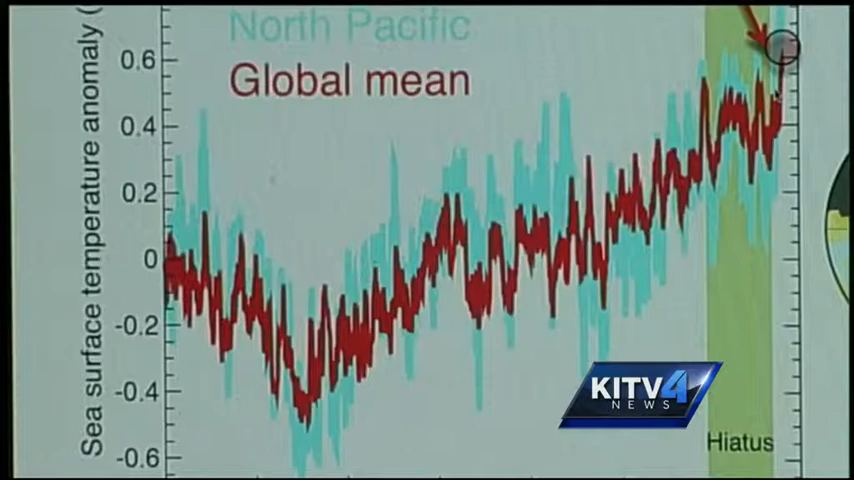 North Pacific
Global mean
Sea surface temperature anomaly (
0.6
0.4
0.2
0
-0.2
-0.4
-0.6
Hiatus
KITV4
NEWS